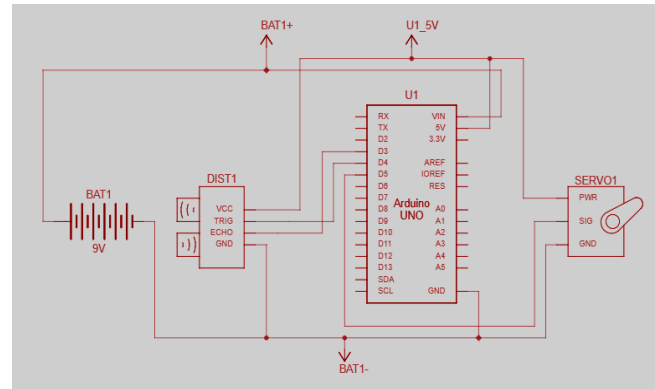 BAT1+
U1_5V
U1
RX
TX
D2
D3
D4
D5
D6
D7
D8
D9
D10
D11
D12
D13
SDA
SCL
VIN
5V
3.3V
AREF
IOREF
RES
A0
A1
A2
A3
A4
A5
GND
Arduino
UNO
DIST1
VCC
TRIG
ECHO
GND
BAT1
9V
SERVO1
PWR
SIG
GND
BAT1-